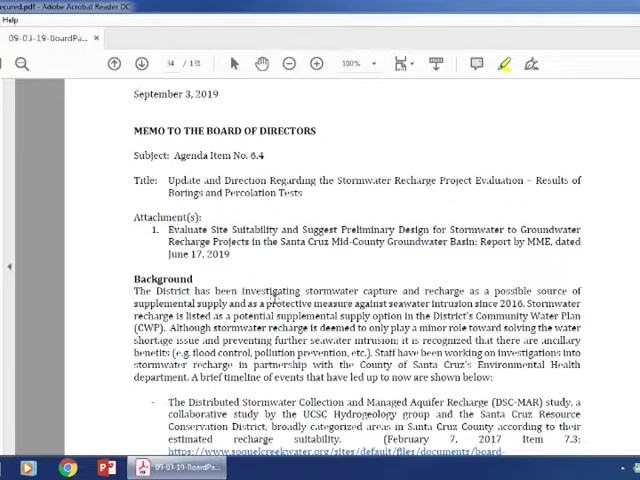 ecured.pdf - Adobe Acrobat Reader DC
Help
09-03-19-BoardPa... ×
34 / 131
100%
September 3, 2019
MEMO TO THE BOARD OF DIRECTORS
Subject: Agenda Item No. 6.4
Title: Update and Direction Regarding the Stormwater Recharge Project Evaluation – Results of
Borings and Percolation Tests
Attachment(s):
1. Evaluate Site Suitability and Suggest Preliminary Design for Stormwater to Groundwater
Recharge Projects in the Santa Cruz Mid-County Groundwater Basin: Report by MME, dated
June 17, 2019
Background
The District has been investigating stormwater capture and recharge as a possible source of
supplemental supply and as a protective measure against seawater intrusion since 2016. Stormwater
recharge is listed as a potential supplemental supply option in the District's Community Water Plan
(CWP). Although stormwater recharge is deemed to only play a minor role toward solving the water
shortage issue and preventing further seawater intrusion; it is recognized that there are ancillary
benefits (e.g. flood control, pollution prevention, etc.). Staff have been working on investigations into
stormwater recharge in partnership with the County of Santa Cruz's Environmental Health
department. A brief timeline of events that have led up to now are shown below:
- The Distributed Stormwater Collection and Managed Aquifer Recharge (DSC-MAR) study, a
collaborative study by the UCSC Hydrogeology group and the Santa Cruz Resource
Conservation District, broadly categorized areas in Santa Cruz County according to their
estimated recharge suitability. (February 7, 2017 Item 7.3:
https://www.soquelcreekwater.org/sites/default/files/documents/board-
09-03-19-BoardPa...